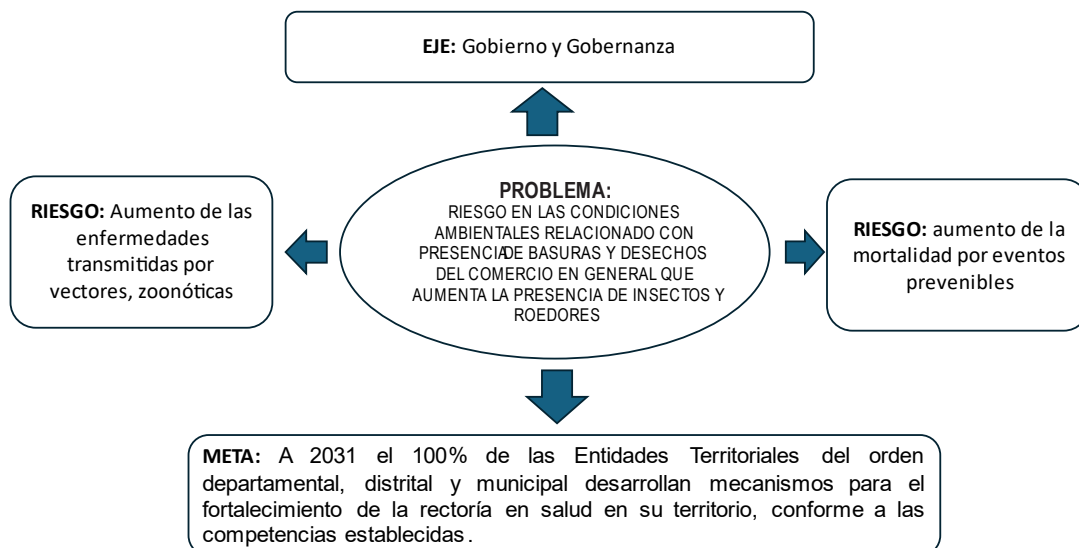 EJE: Gobierno y Gobernanza
RIESGO: Aumento de las
enfermedades
transmitidas por
vectores, zoonóticas
PROBLEMA:
RIESGO EN LAS CONDICIONES
AMBIENTALES RELACIONADO CON
PRESENCIA DE BASURAS Y DESECHOS
DEL COMERCIO EN GENERAL QUE
AUMENTA LA PRESENCIA DE INSECTOS Y
ROEDORES
RIESGO: aumento de la
mortalidad por eventos
prevenibles
META: A 2031 el 100% de las Entidades Territoriales del orden
departamental, distrital y municipal desarrollan mecanismos para el
fortalecimiento de la rectoría en salud en su territorio, conforme a las
competencias establecidas.